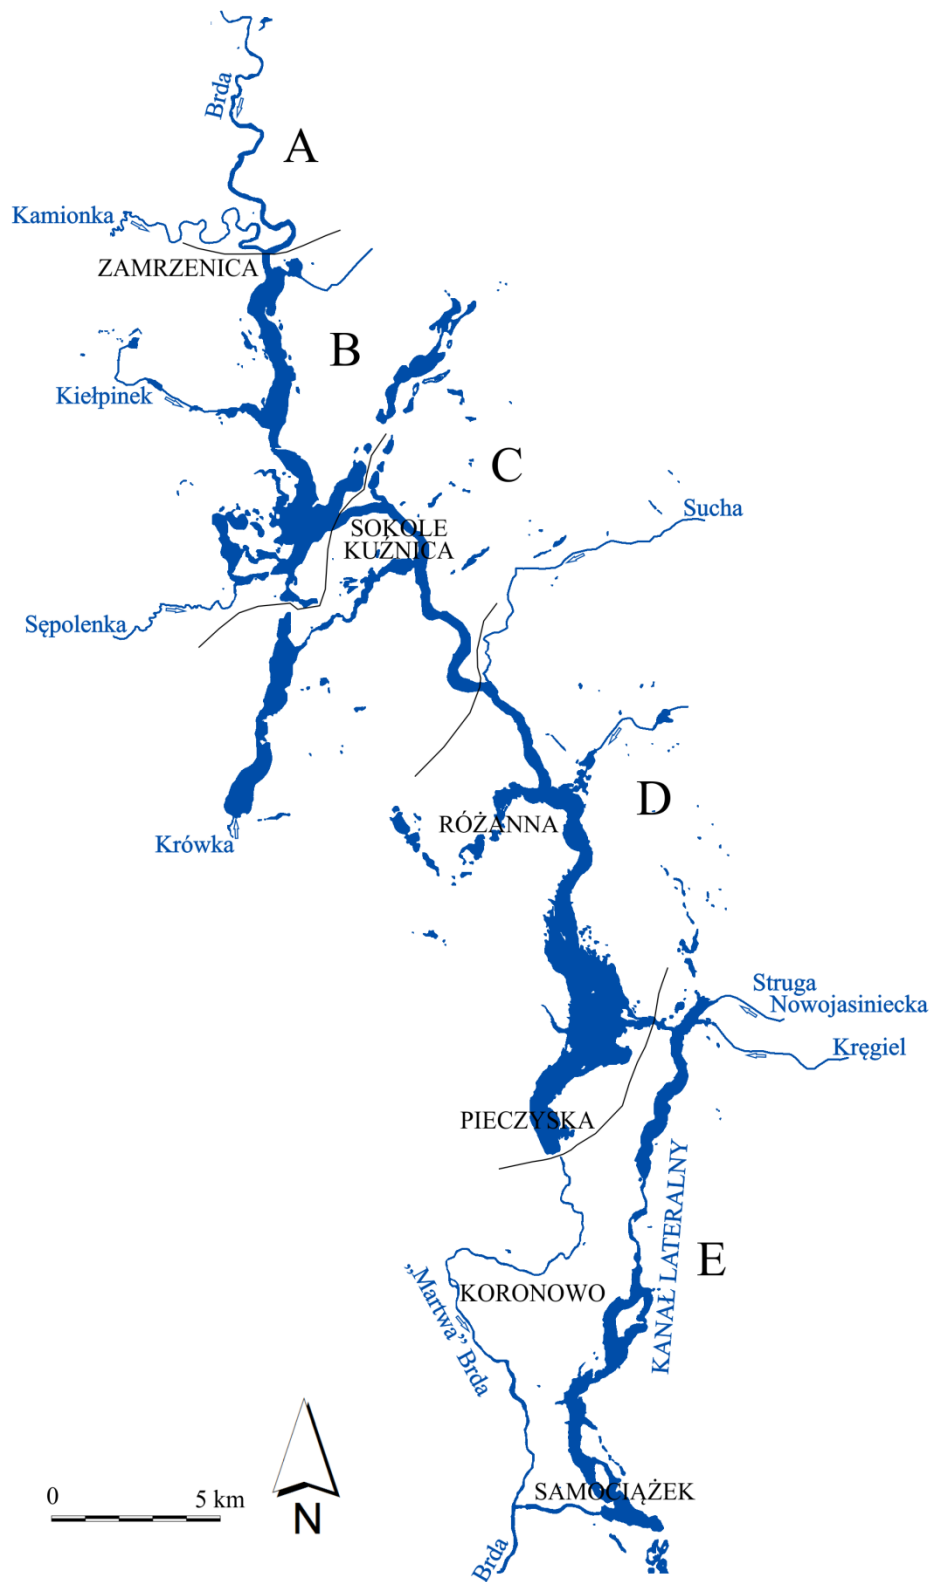 Brda
A
Kamionka
ZAMRZENICA
B
Kiełpinek
C
Sucha
SOKOLE
KUŹNICA
Sępolenka
D
RÓŻANNA
Krówka
Struga
Nowojasiniecka
Kręgiel
PIECZYSKA
KANAŁ LATERALNY
E
„Martwa” Brda
KORONOWO
SAMOCIĄŻEK
0 5 km
N
Brda